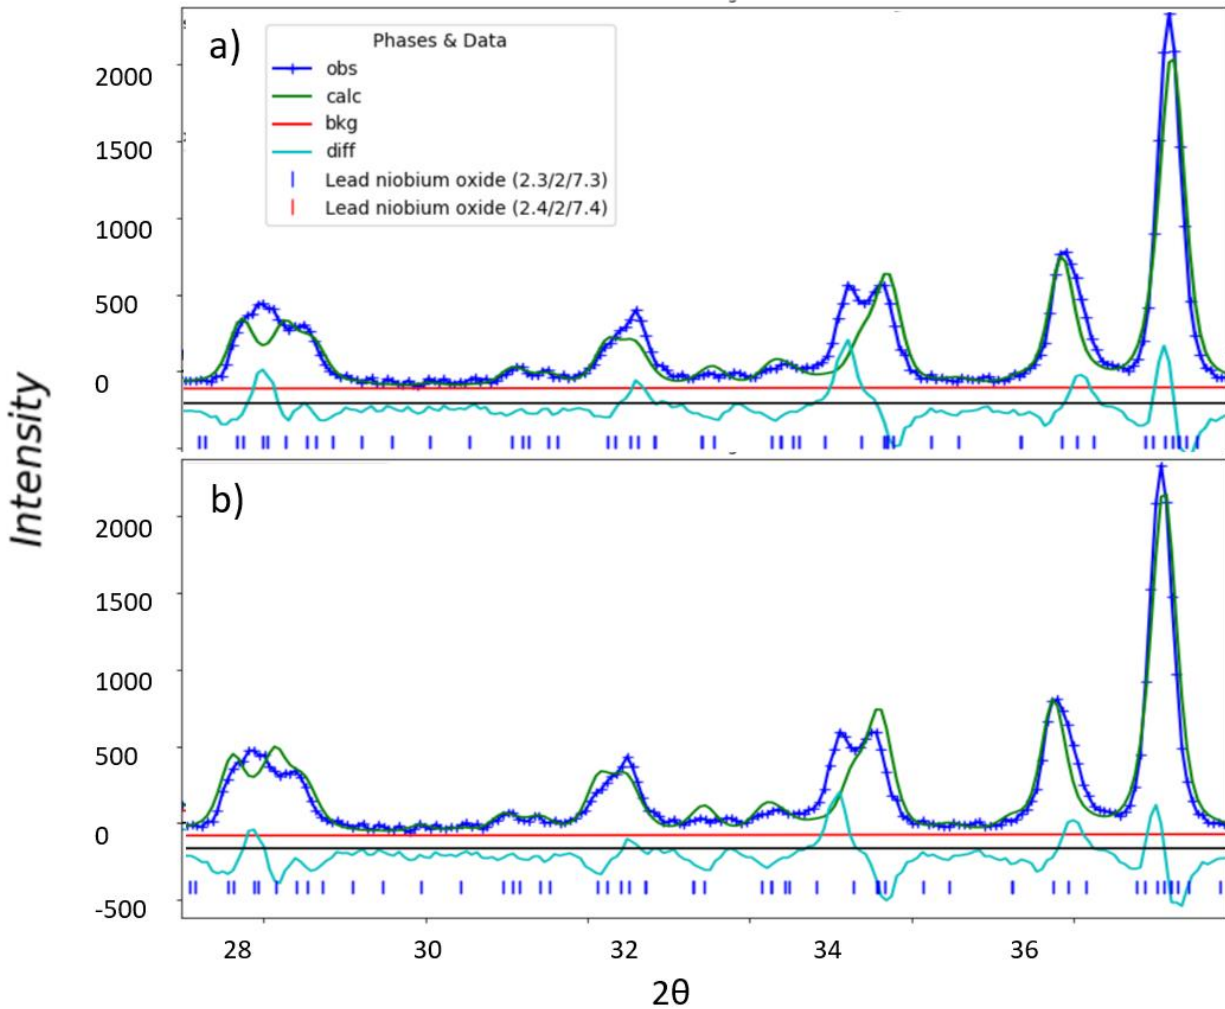 a)
Phases & Data
obs
calc
bkg
diff
Lead niobium oxide (2.3/2/7.3)
Lead niobium oxide (2.4/2/7.4)
2000
1500
1000
500
0
Intensity
b)
2000
1500
1000
500
0
-500
28 30 32 34 36
2θ